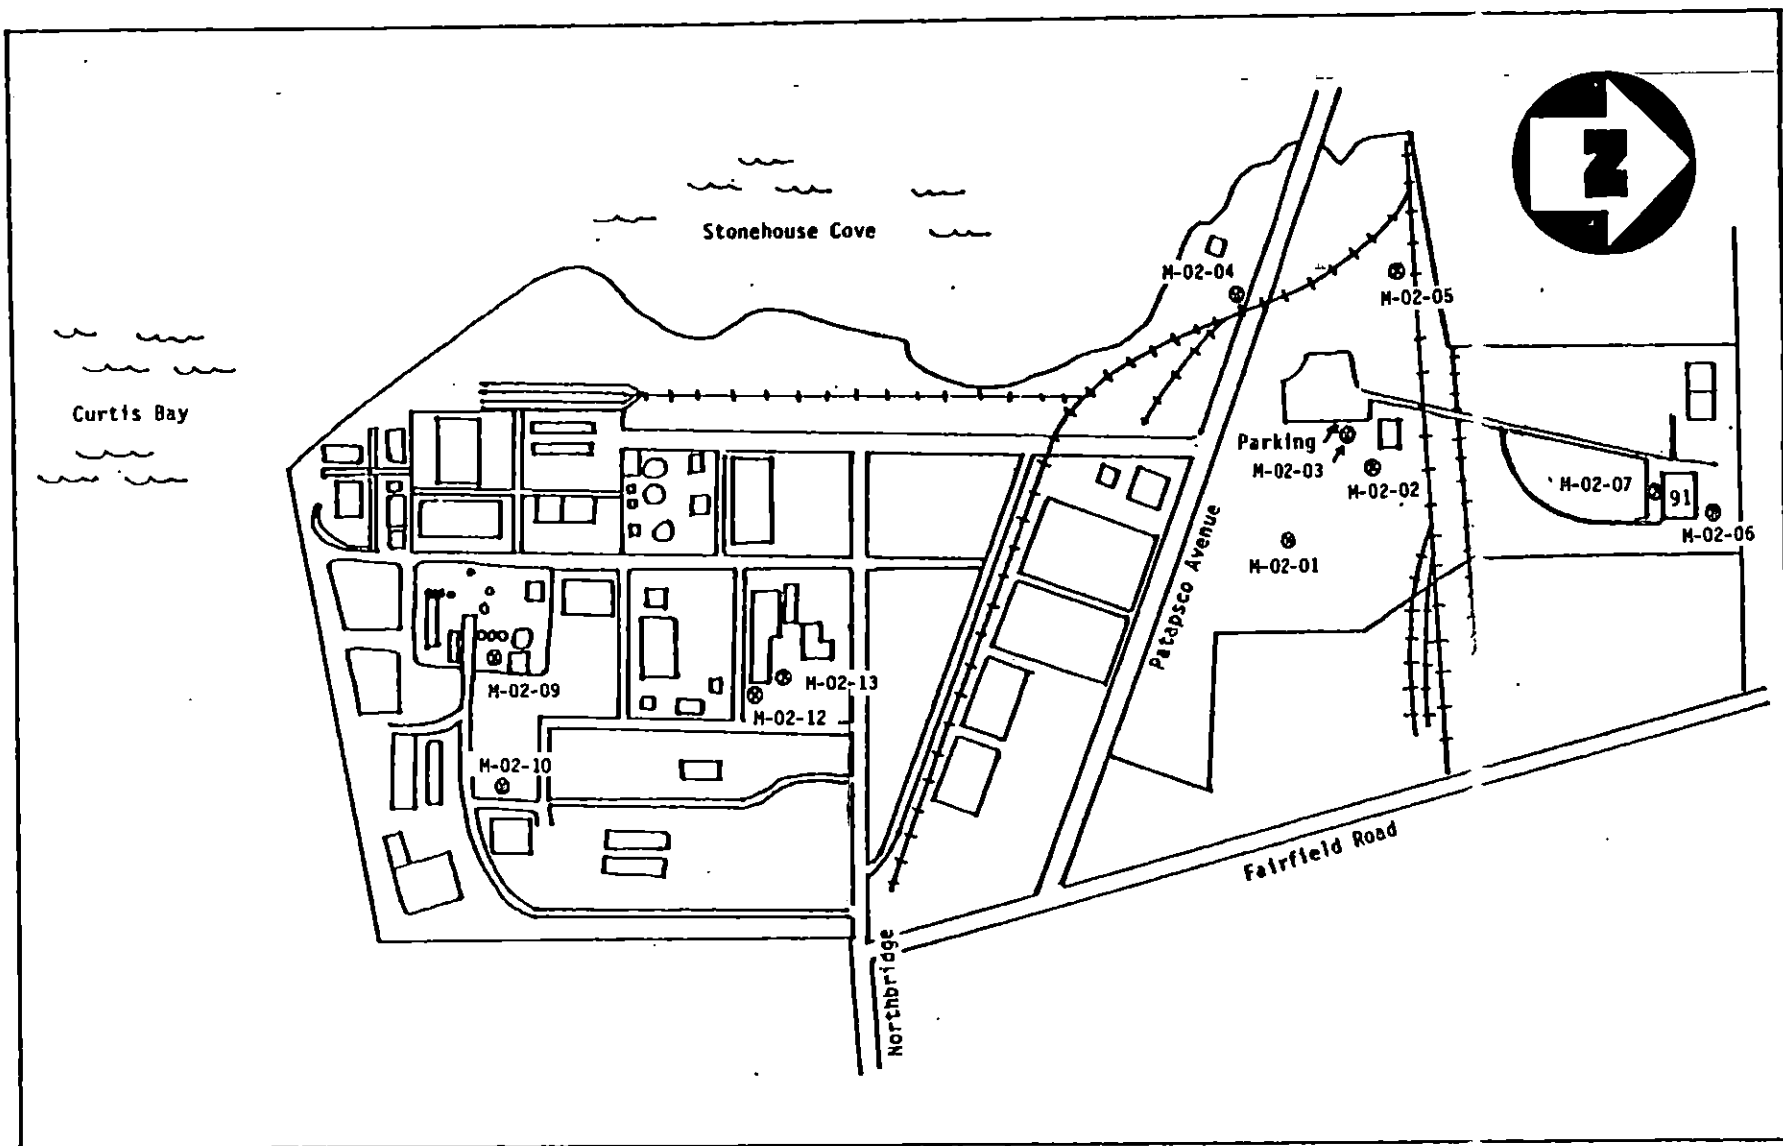 N
Stonehouse Cove
Curtis Bay
M-02-04
M-02-05
Parking
M-02-03
M-02-02
M-02-07
91
M-02-06
M-02-01
Patapsco Avenue
M-02-09
M-02-13
M-02-12
M-02-10
Fairfield Road
Northbridge